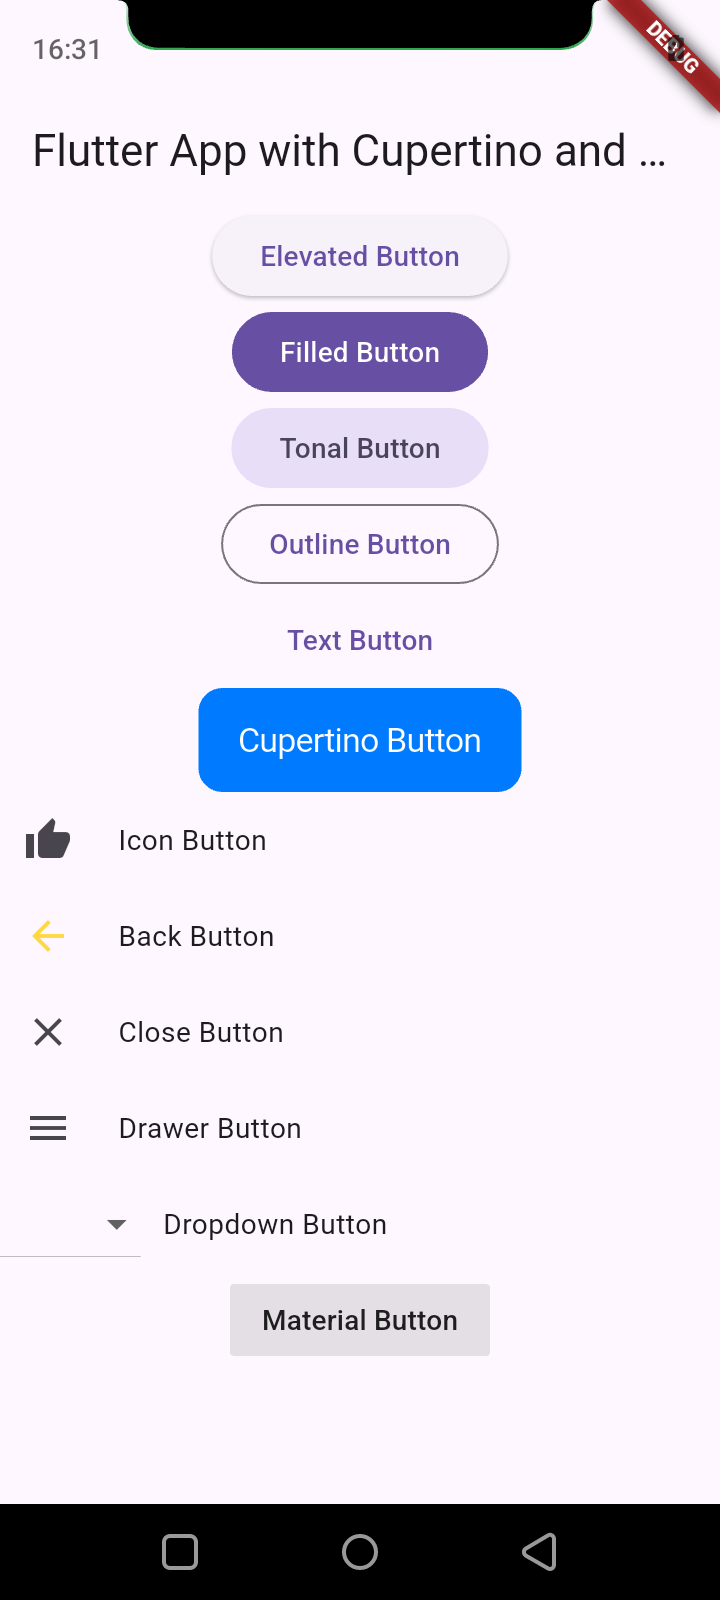 16:31
DEBUG
Flutter App with Cupertino and ...
Elevated Button
Filled Button
Tonal Button
Outline Button
Text Button
Cupertino Button
Icon Button
Back Button
Close Button
Drawer Button
Dropdown Button
Material Button